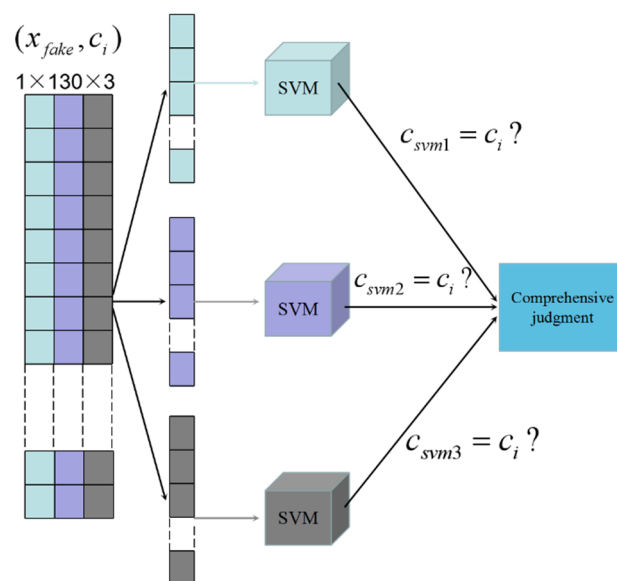 (x_fake, c_i)
1×130×3
SVM
c_svm1 = c_i ?
SVM
c_svm2 = c_i ?
Comprehensive
judgment
SVM
c_svm3 = c_i ?